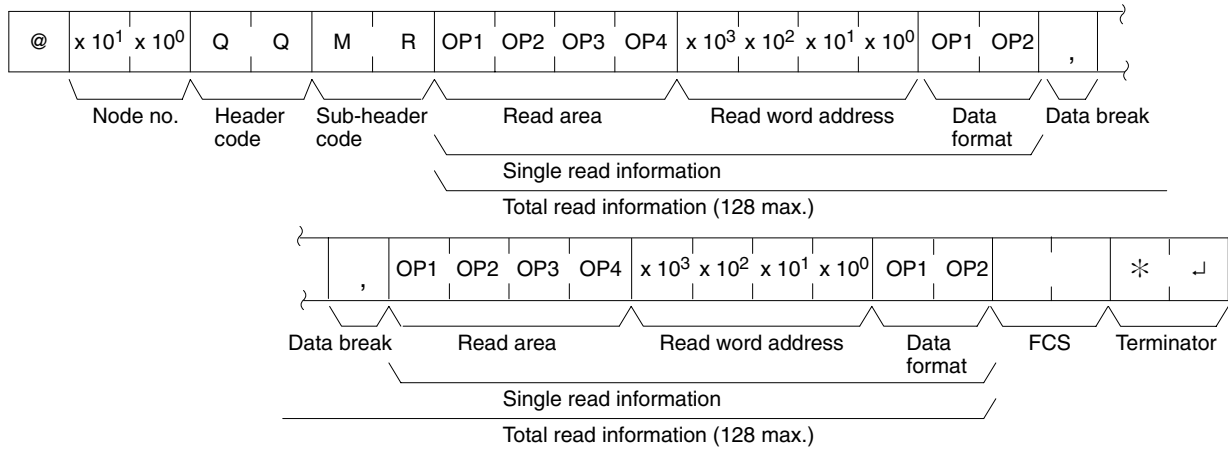 @ x 10¹ x 10⁰ Q Q M R OP1 OP2 OP3 OP4 x 10³ x 10² x 10¹ x 10⁰ OP1 OP2 ,
Node no. Header code Sub-header code Read area Read word address Data format Data break
Single read information
Total read information (128 max.)
, OP1 OP2 OP3 OP4 x 10³ x 10² x 10¹ x 10⁰ OP1 OP2 * ↵
Data break Read area Read word address Data format FCS Terminator
Single read information
Total read information (128 max.)